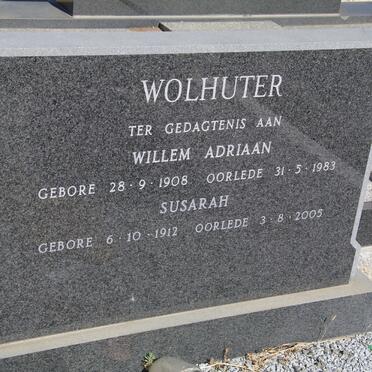 WOLHUTER
TER GEDAGTENIS AAN
WILLEM ADRIAAN
GEBORE 28·9·1908 OORLEDE 31·5·1983
SUSARAH
GEBORE 6·10·1912 OORLEDE 3·8·2005